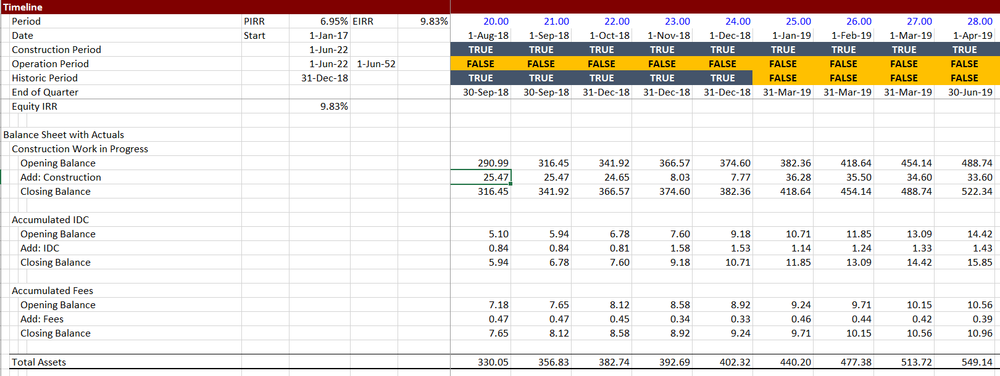 Timeline
Period PIRR 6.95% EIRR 9.83% 20.00 21.00 22.00 23.00 24.00 25.00 26.00 27.00 28.00
Date Start 1-Jan-17 1-Aug-18 1-Sep-18 1-Oct-18 1-Nov-18 1-Dec-18 1-Jan-19 1-Feb-19 1-Mar-19 1-Apr-19
Construction Period 1-Jun-22 TRUE TRUE TRUE TRUE TRUE TRUE TRUE TRUE TRUE
Operation Period 1-Jun-22 1-Jun-52 FALSE FALSE FALSE FALSE FALSE FALSE FALSE FALSE FALSE
Historic Period 31-Dec-18 TRUE TRUE TRUE TRUE TRUE FALSE FALSE FALSE FALSE
End of Quarter 30-Sep-18 30-Sep-18 31-Dec-18 31-Dec-18 31-Dec-18 31-Mar-19 31-Mar-19 31-Mar-19 30-Jun-19
Equity IRR 9.83%
Balance Sheet with Actuals
Construction Work in Progress
Opening Balance 290.99 316.45 341.92 366.57 374.60 382.36 418.64 454.14 488.74
Add: Construction 25.47 25.47 24.65 8.03 7.77 36.28 35.50 34.60 33.60
Closing Balance 316.45 341.92 366.57 374.60 382.36 418.64 454.14 488.74 522.34
Accumulated IDC
Opening Balance 5.10 5.94 6.78 7.60 9.18 10.71 11.85 13.09 14.42
Add: IDC 0.84 0.84 0.81 1.58 1.53 1.14 1.24 1.33 1.43
Closing Balance 5.94 6.78 7.60 9.18 10.71 11.85 13.09 14.42 15.85
Accumulated Fees
Opening Balance 7.18 7.65 8.12 8.58 8.92 9.24 9.71 10.15 10.56
Add: Fees 0.47 0.47 0.45 0.34 0.33 0.46 0.44 0.42 0.39
Closing Balance 7.65 8.12 8.58 8.92 9.24 9.71 10.15 10.56 10.96
Total Assets 330.05 356.83 382.74 392.69 402.32 440.20 477.38 513.72 549.14